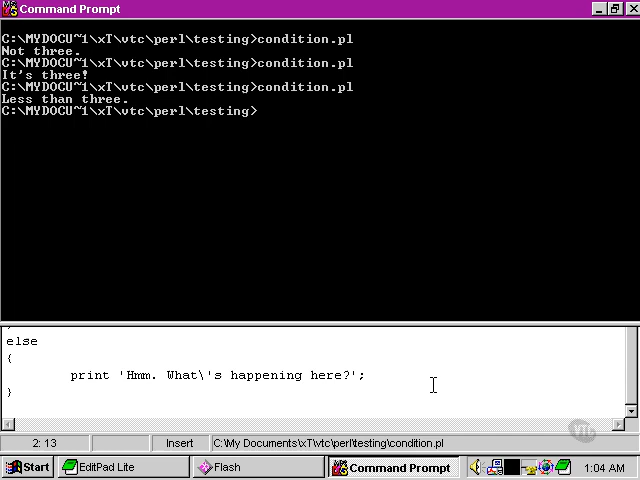 Command Prompt
C:\MYDOCU~1\xT\vtc\perl\testing>condition.pl
Not three.
C:\MYDOCU~1\xT\vtc\perl\testing>condition.pl
It's three!
C:\MYDOCU~1\xT\vtc\perl\testing>condition.pl
Less than three.
C:\MYDOCU~1\xT\vtc\perl\testing>
else
{
print 'Hmm. What\'s happening here?';
}
VTC
2: 13 Insert C:\My Documents\xT\vtc\perl\testing\condition.pl
Start EditPad Lite Flash Command Prompt 1:04 AM